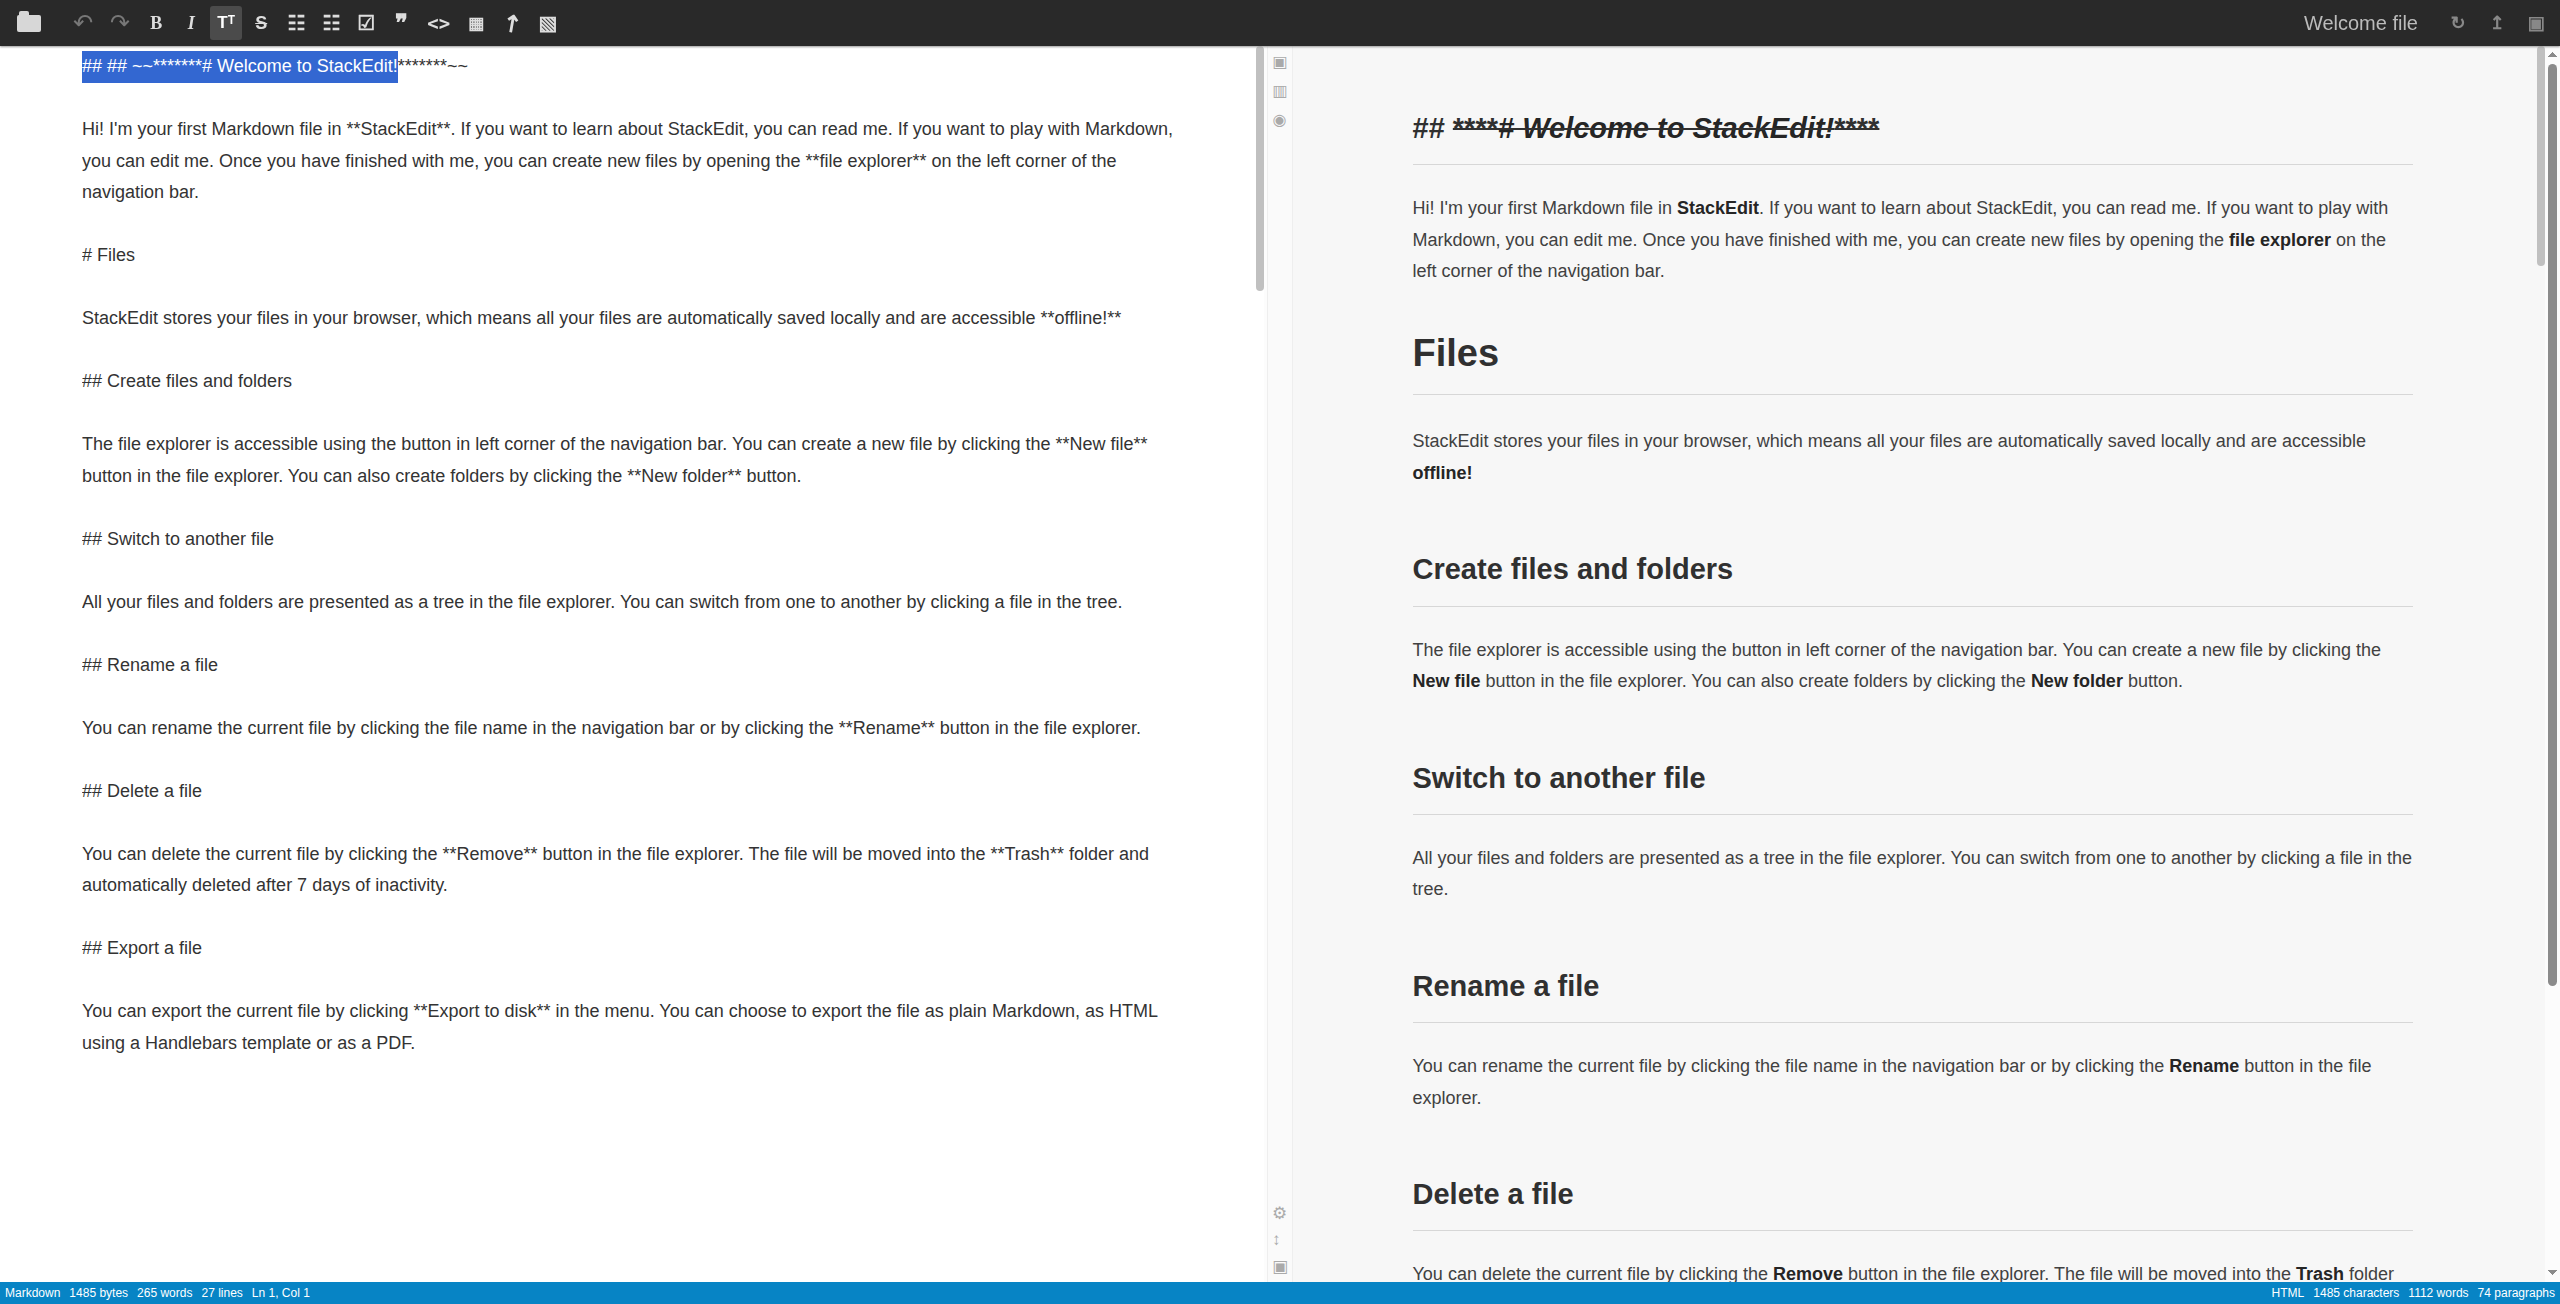 B I Tᵀ S ☑ ❞ <>
Welcome file
## ## ~~*******# Welcome to StackEdit!*******~~
Hi! I'm your first Markdown file in **StackEdit**. If you want to learn about StackEdit, you can read me. If you want to play with Markdown,
you can edit me. Once you have finished with me, you can create new files by opening the **file explorer** on the left corner of the
navigation bar.
# Files
StackEdit stores your files in your browser, which means all your files are automatically saved locally and are accessible **offline!**
## Create files and folders
The file explorer is accessible using the button in left corner of the navigation bar. You can create a new file by clicking the **New file**
button in the file explorer. You can also create folders by clicking the **New folder** button.
## Switch to another file
All your files and folders are presented as a tree in the file explorer. You can switch from one to another by clicking a file in the tree.
## Rename a file
You can rename the current file by clicking the file name in the navigation bar or by clicking the **Rename** button in the file explorer.
## Delete a file
You can delete the current file by clicking the **Remove** button in the file explorer. The file will be moved into the **Trash** folder and
automatically deleted after 7 days of inactivity.
## Export a file
You can export the current file by clicking **Export to disk** in the menu. You can choose to export the file as plain Markdown, as HTML
using a Handlebars template or as a PDF.
## ****# Welcome to StackEdit!****
Hi! I'm your first Markdown file in StackEdit. If you want to learn about StackEdit, you can read me. If you want to play with
Markdown, you can edit me. Once you have finished with me, you can create new files by opening the file explorer on the
left corner of the navigation bar.
Files
StackEdit stores your files in your browser, which means all your files are automatically saved locally and are accessible
offline!
Create files and folders
The file explorer is accessible using the button in left corner of the navigation bar. You can create a new file by clicking the
New file button in the file explorer. You can also create folders by clicking the New folder button.
Switch to another file
All your files and folders are presented as a tree in the file explorer. You can switch from one to another by clicking a file in the
tree.
Rename a file
You can rename the current file by clicking the file name in the navigation bar or by clicking the Rename button in the file
explorer.
Delete a file
You can delete the current file by clicking the Remove button in the file explorer. The file will be moved into the Trash folder
Markdown 1485 bytes 265 words 27 lines Ln 1, Col 1
HTML 1485 characters 1112 words 74 paragraphs